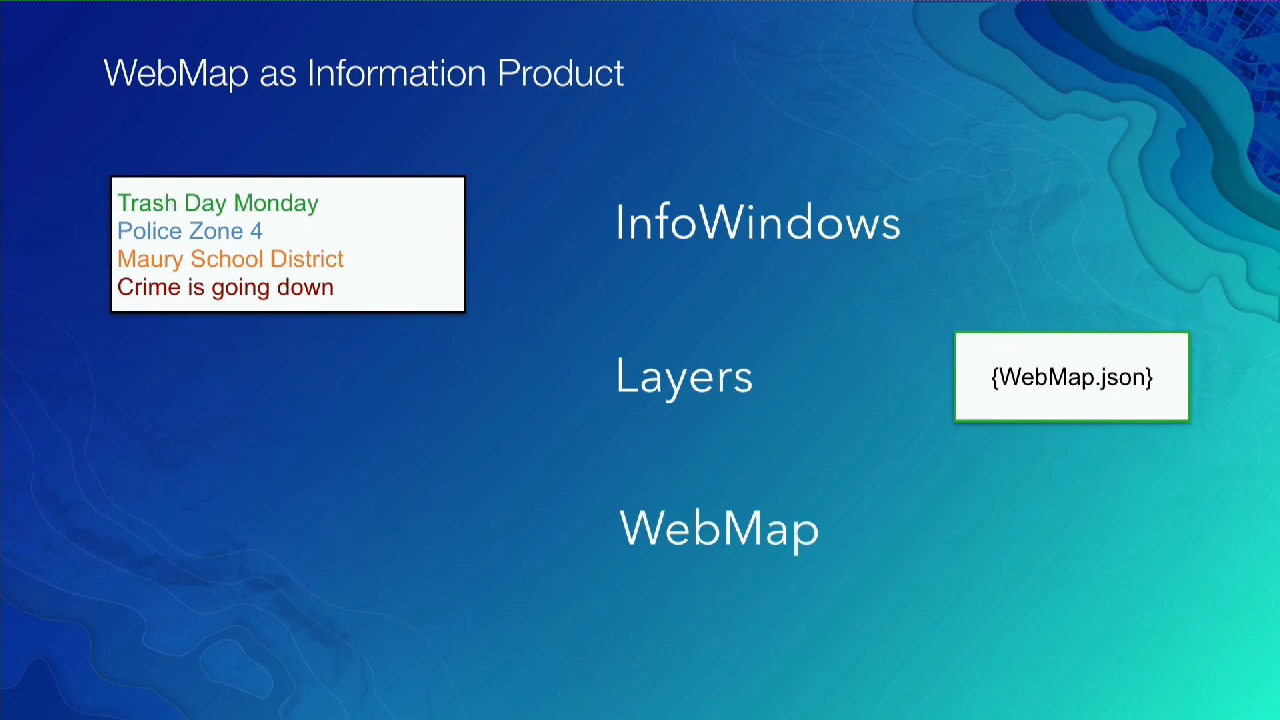 WebMap as Information Product
Trash Day Monday
Police Zone 4
Maury School District
Crime is going down
InfoWindows
Layers
{WebMap.json}
WebMap